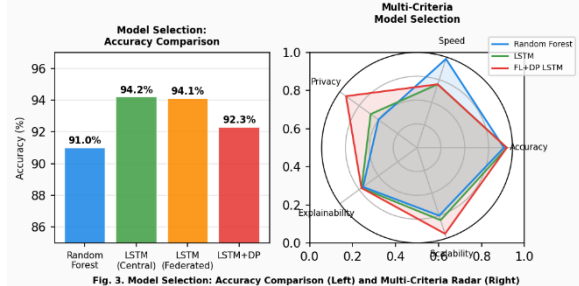 Model Selection:
Accuracy Comparison
Accuracy (%)
96
94
92
90
88
86
91.0%
94.2%
94.1%
92.3%
Random
Forest
LSTM
(Central)
LSTM
(Federated)
LSTM+DP
Multi-Criteria
Model Selection
Random Forest
LSTM
FL+DP LSTM
Speed
Privacy
Accuracy
Explainability
Scalability
1.0
0.8
0.6
0.4
0.2
0.0
0.0 0.2 0.4 0.6 0.8 1.0
Fig. 3. Model Selection: Accuracy Comparison (Left) and Multi-Criteria Radar (Right)